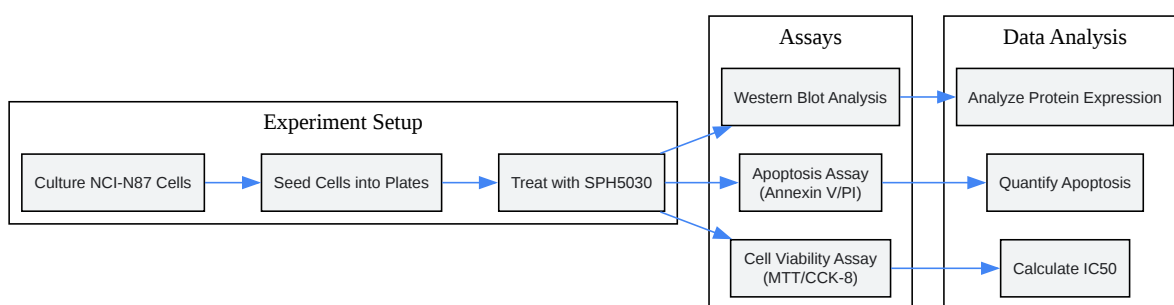 Experiment Setup
Culture NCI-N87 Cells
Seed Cells into Plates
Treat with SPH5030
Assays
Western Blot Analysis
Apoptosis Assay
(Annexin V/PI)
Cell Viability Assay
(MTT/CCK-8)
Data Analysis
Analyze Protein Expression
Quantify Apoptosis
Calculate IC50